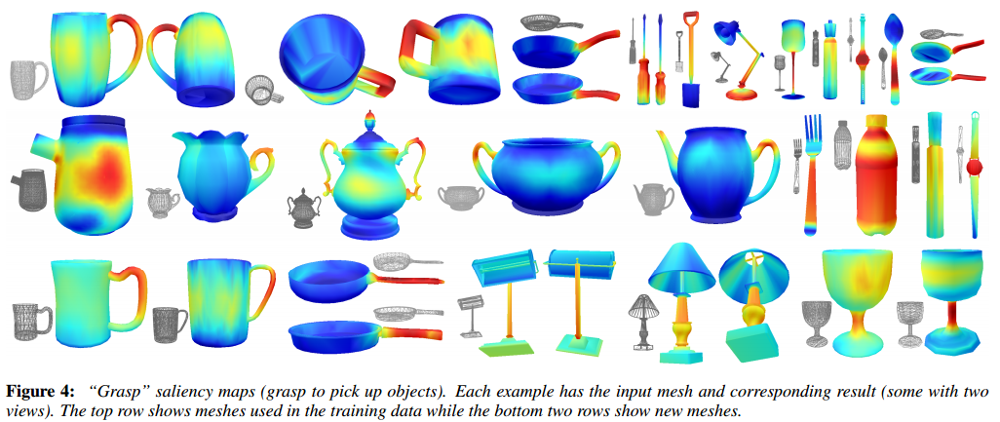 Figure 4: “Grasp” saliency maps (grasp to pick up objects). Each example has the input mesh and corresponding result (some with two
views). The top row shows meshes used in the training data while the bottom two rows show new meshes.